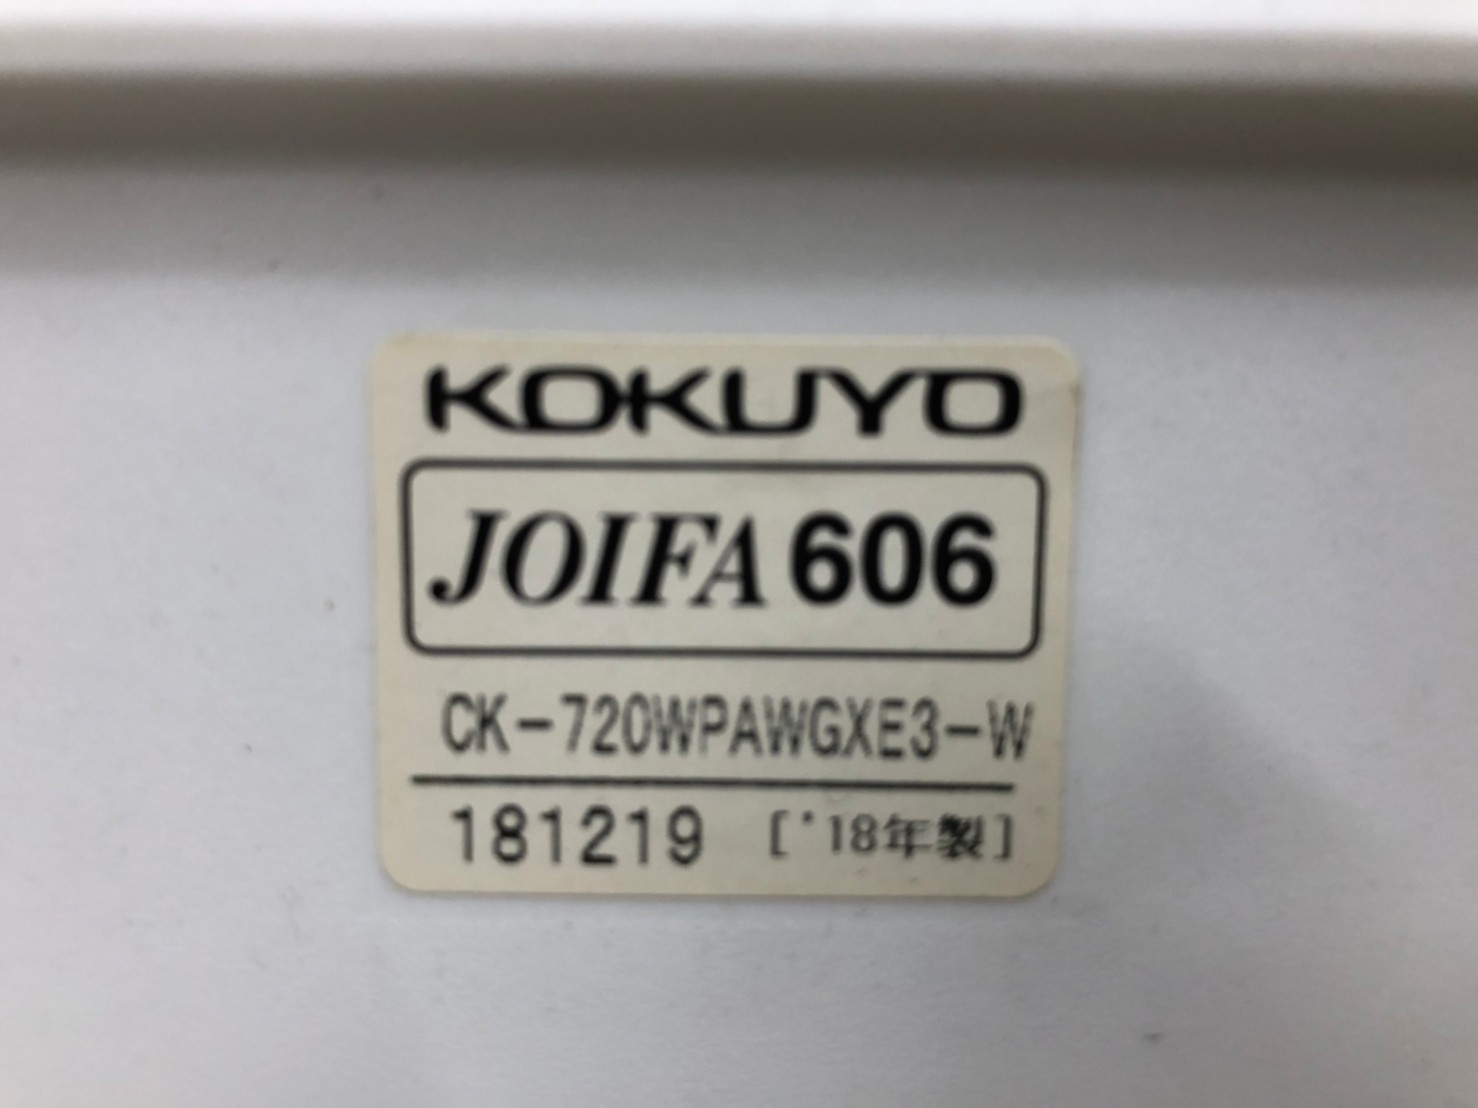 KOKUYO
JOIFA 606
CK-720WPAWGXE3-W
181219 ['18年製]